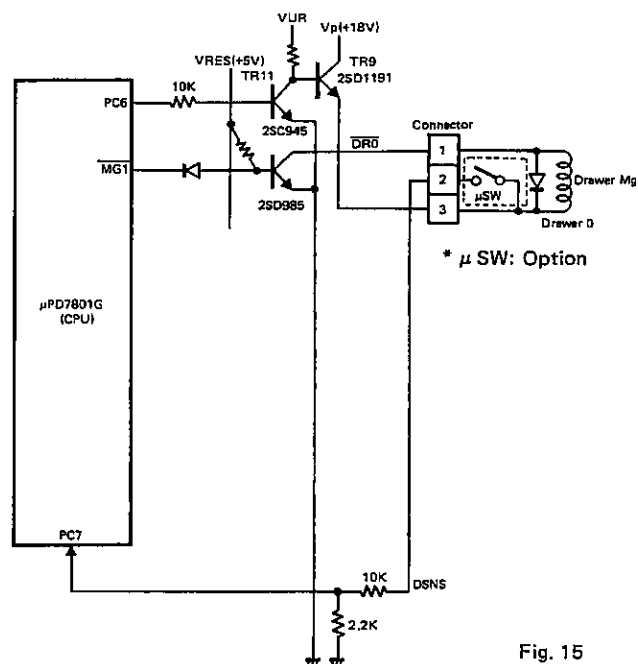 VUR
Vp(+18V)
VRES(+5V)
TR9
TR11
2SD1191
10K
PC6
2SC945
Connector
DR0
1
MG1
2
µSW
Drawer Mg
2SD985
3
Drawer D
* µ SW: Option
µPD7801G
(CPU)
PC7
10K
DSNS
2,2K
Fig. 15